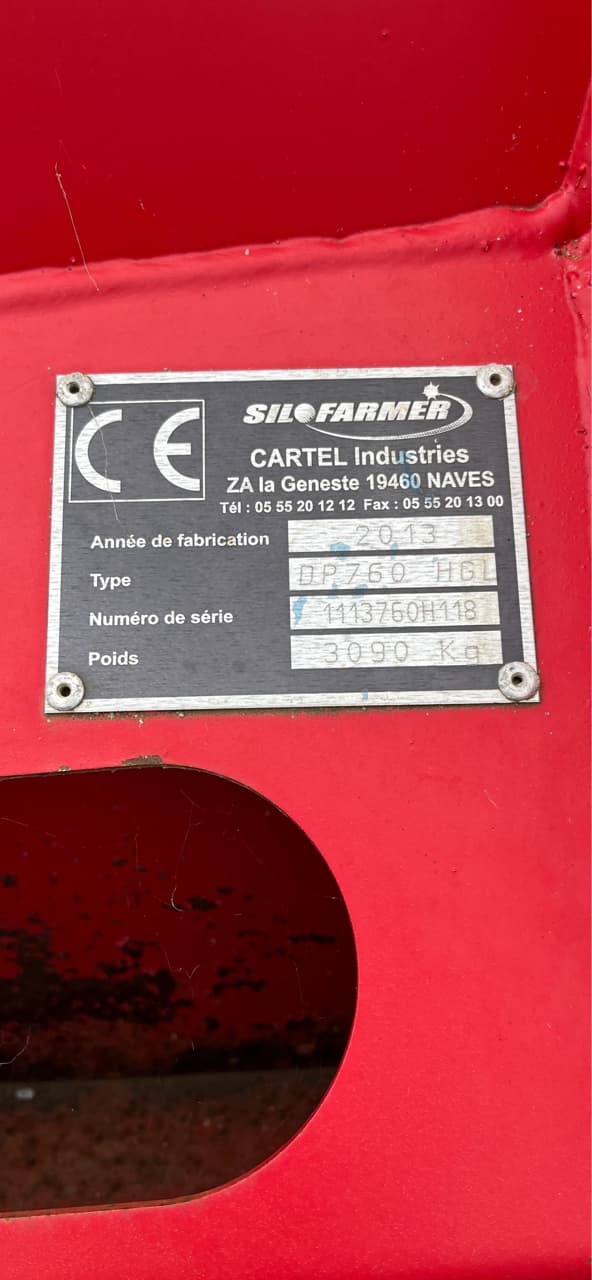 CE
SILOFARMER
CARTEL Industries
ZA la Geneste 19460 NAVES
Tél : 05 55 20 12 12 Fax : 05 55 20 13 00
Année de fabrication 2013
Type DP760 HGL
Numéro de série 1113760H118
Poids 3090 Kg